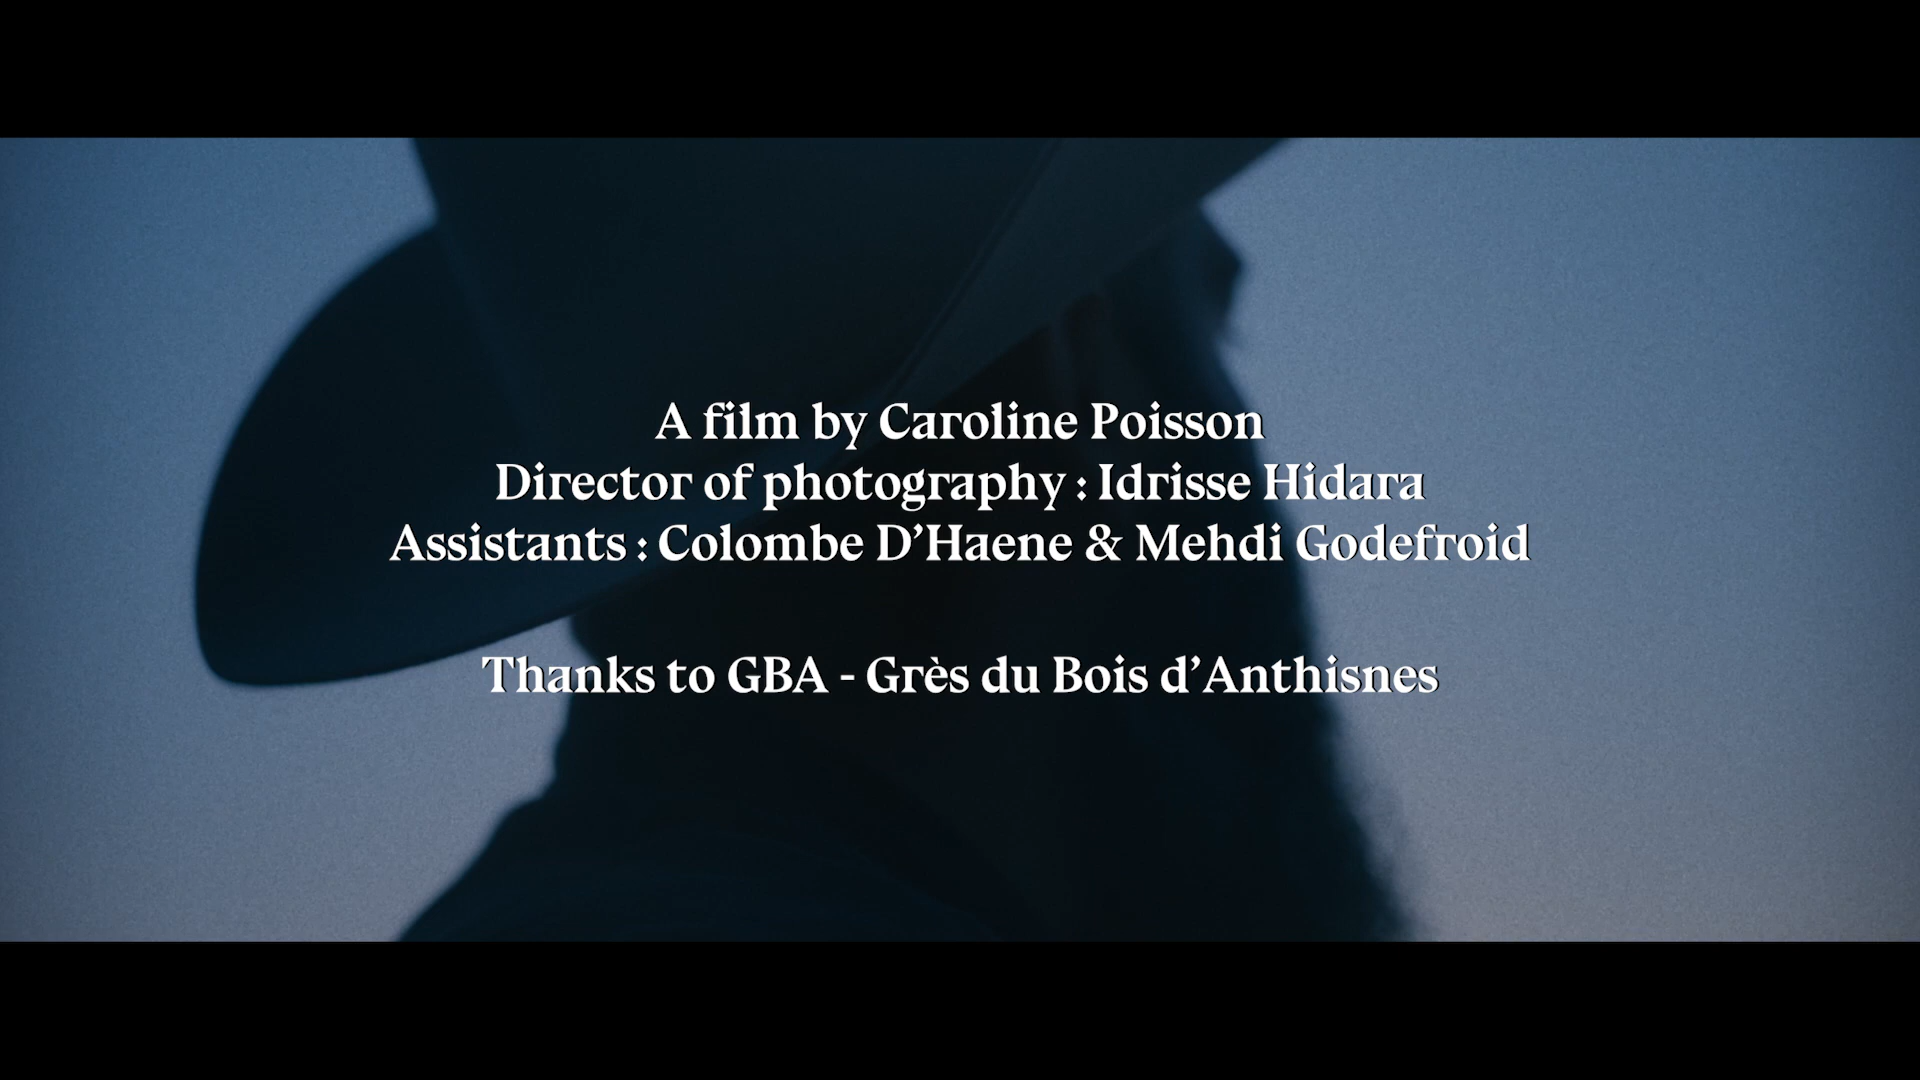 A film by Caroline Poisson
Director of photography : Idrisse Hidara
Assistants : Colombe D’Haene & Mehdi Godefroid
Thanks to GBA - Grès du Bois d’Anthisnes